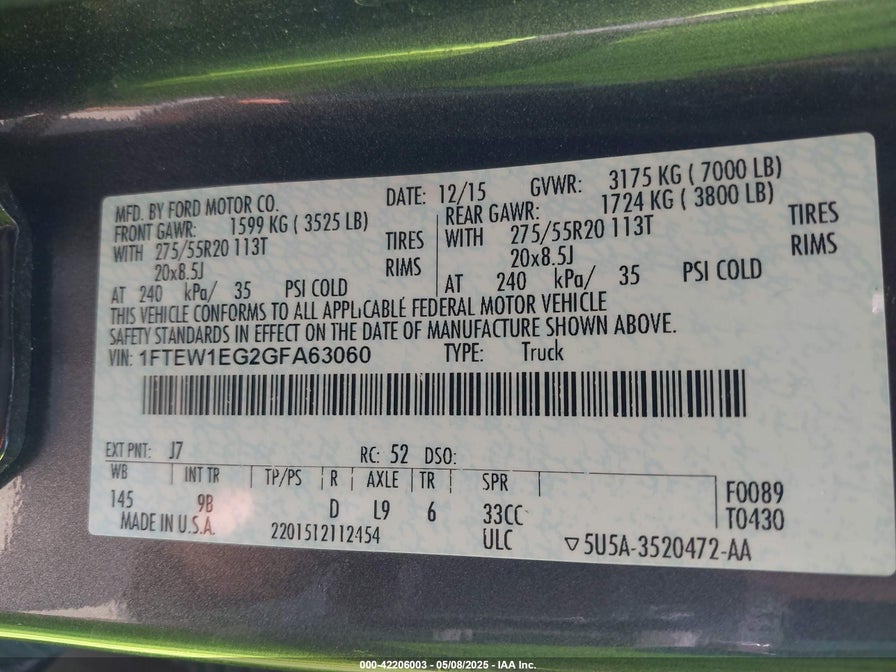 MFD. BY FORD MOTOR CO. DATE: 12/15 GVWR: 3175 KG ( 7000 LB)
FRONT GAWR: 1599 KG ( 3525 LB) REAR GAWR: 1724 KG ( 3800 LB)
WITH 275/55R20 113T TIRES WITH 275/55R20 113T TIRES
20x8.5J RIMS 20x8.5J RIMS
AT 240 kPa/ 35 PSI COLD AT 240 kPa/ 35 PSI COLD
THIS VEHICLE CONFORMS TO ALL APPLICABLE FEDERAL MOTOR VEHICLE
SAFETY STANDARDS IN EFFECT ON THE DATE OF MANUFACTURE SHOWN ABOVE.
VIN: 1FTEW1EG2GFA63060 TYPE: Truck
EXT PNT: J7 RC: 52 DSO:
WB INT TR TP/PS R AXLE TR SPR
145 9B D L9 6 33CC
F0089
T0430
MADE IN U.S.A. 2201512112454 ULC ▽5U5A-3520472-AA
000-42206003 - 05/08/2025 - IAA Inc.